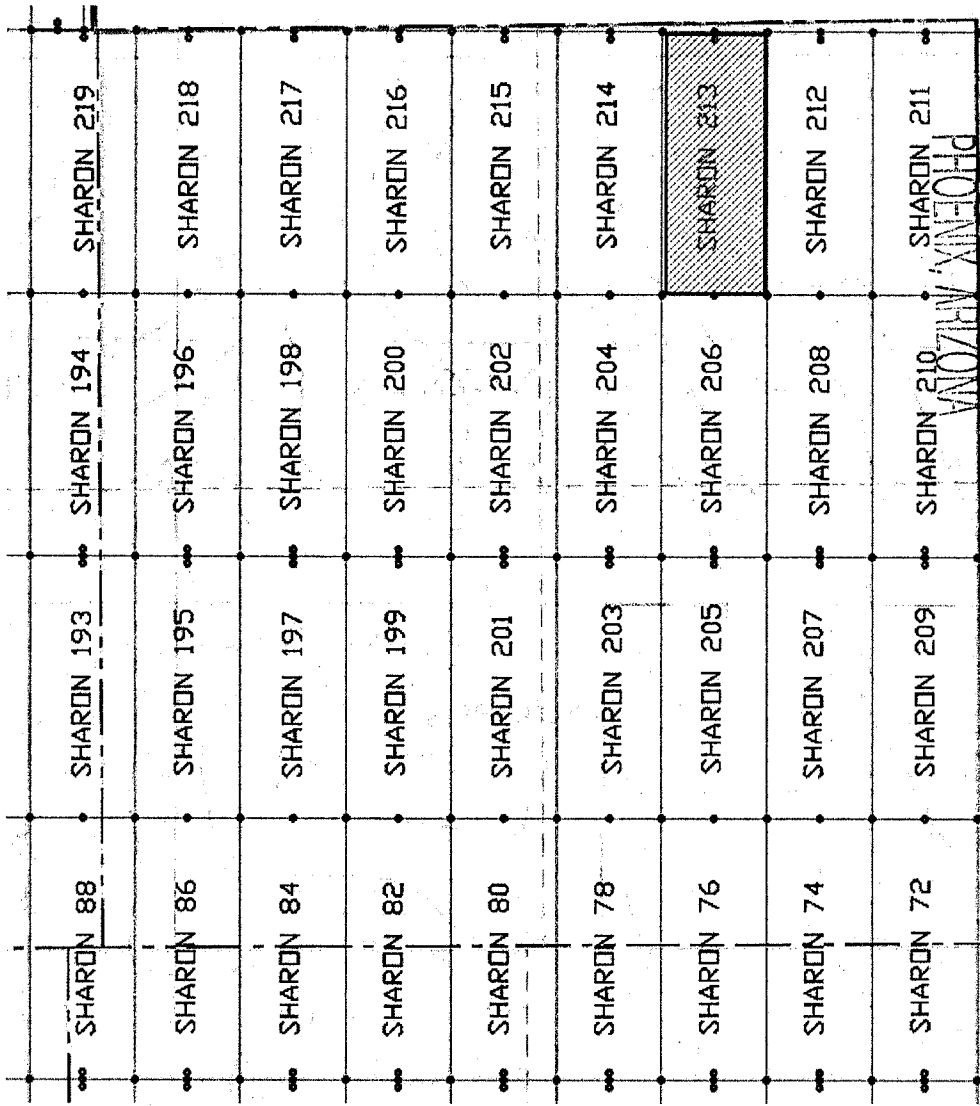 SHARON 219
SHARON 218
SHARON 217
SHARON 216
SHARON 215
SHARON 214
SHARON 213
SHARON 212
SHARON 211
PHOENIX, ARIZONA
SHARON 194
SHARON 196
SHARON 198
SHARON 200
SHARON 202
SHARON 204
SHARON 206
SHARON 208
SHARON 210
SHARON 193
SHARON 195
SHARON 197
SHARON 199
SHARON 201
SHARON 203
SHARON 205
SHARON 207
SHARON 209
SHARON 88
SHARON 86
SHARON 84
SHARON 82
SHARON 80
SHARON 78
SHARON 76
SHARON 74
SHARON 72